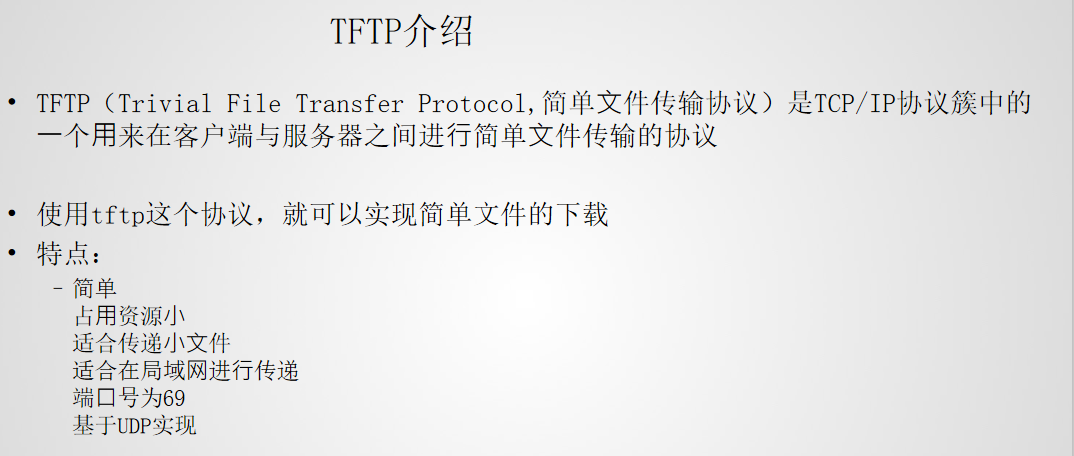 TFTP介绍
• TFTP（Trivial File Transfer Protocol,简单文件传输协议）是TCP/IP协议簇中的
一个用来在客户端与服务器之间进行简单文件传输的协议
• 使用tftp这个协议，就可以实现简单文件的下载
• 特点：
– 简单
占用资源小
适合传递小文件
适合在局域网进行传递
端口号为69
基于UDP实现